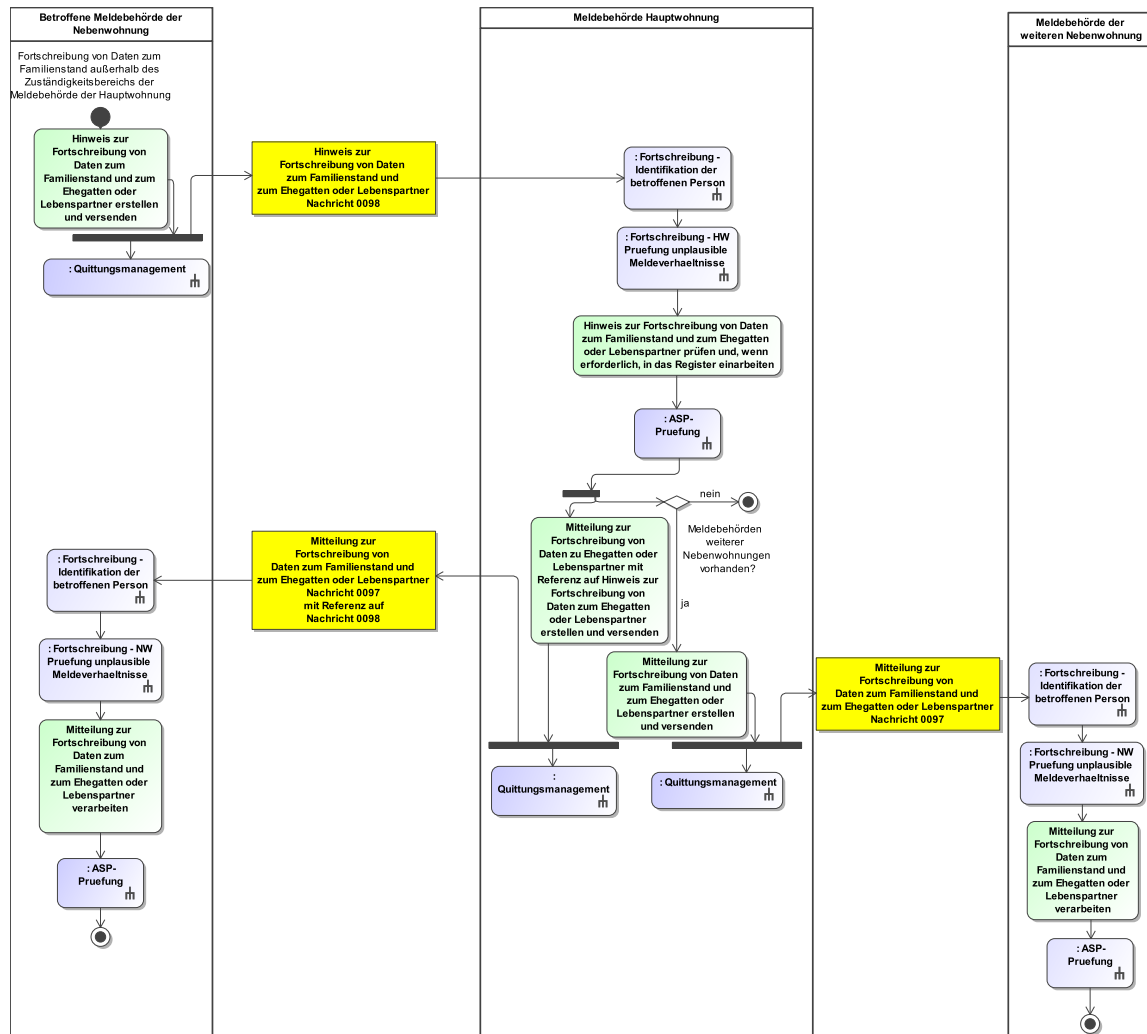 Betroffene Meldebehörde der
Nebenwohnung
Fortschreibung von Daten zum
Familienstand außerhalb des
Zuständigkeitsbereichs der
Meldebehörde der Hauptwohnung
Hinweis zur
Fortschreibung von
Daten zum
Familienstand und zum
Ehegatten oder
Lebenspartner erstellen
und versenden
: Quittungsmanagement
Hinweis zur
Fortschreibung von Daten
zum Familienstand und
zum Ehegatten oder Lebenspartner
Nachricht 0098
Meldebehörde Hauptwohnung
: Fortschreibung -
Identifikation der
betroffenen Person
: Fortschreibung - HW
Pruefung unplausible
Meldeverhaeltnisse
Hinweis zur Fortschreibung von Daten
zum Familienstand und zum Ehegatten
oder Lebenspartner prüfen und, wenn
erforderlich, in das Register einarbeiten
: ASP-
Pruefung
nein
Meldebehörden
weiterer
Nebenwohnungen
vorhanden?
ja
Mitteilung zur
Fortschreibung von
Daten zu Ehegatten oder
Lebenspartner mit
Referenz auf Hinweis zur
Fortschreibung von
Daten zum Ehegatten
oder Lebenspartner
erstellen und versenden
Mitteilung zur
Fortschreibung von Daten
zum Familienstand und
zum Ehegatten oder
Lebenspartner erstellen
und versenden
:
Quittungsmanagement
: Quittungsmanagement
Mitteilung zur
Fortschreibung von
Daten zum Familienstand und
zum Ehegatten oder Lebenspartner
Nachricht 0097
mit Referenz auf
Nachricht 0098
: Fortschreibung -
Identifikation der
betroffenen Person
: Fortschreibung - NW
Pruefung unplausible
Meldeverhaeltnisse
Mitteilung zur
Fortschreibung von
Daten zum
Familienstand und
zum Ehegatten oder
Lebenspartner
verarbeiten
: ASP-
Pruefung
Mitteilung zur
Fortschreibung von
Daten zum Familienstand und
zum Ehegatten oder Lebenspartner
Nachricht 0097
Meldebehörde der
weiteren Nebenwohnung
: Fortschreibung -
Identifikation der
betroffenen Person
: Fortschreibung - NW
Pruefung unplausible
Meldeverhaeltnisse
Mitteilung zur
Fortschreibung von
Daten zum
Familienstand und
zum Ehegatten oder
Lebenspartner
verarbeiten
: ASP-
Pruefung